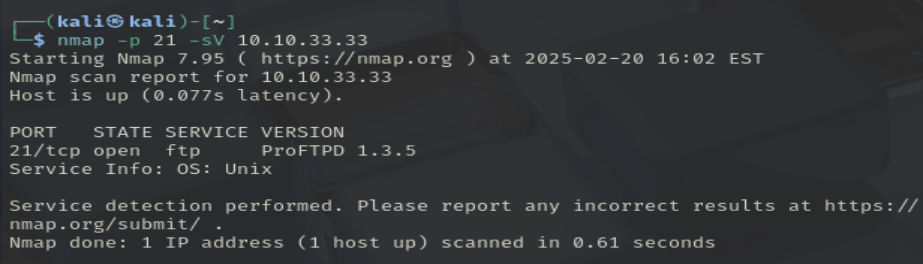 ┌──(kali㉿kali)-[~]
└─$ nmap -p 21 -sV 10.10.33.33
Starting Nmap 7.95 ( https://nmap.org ) at 2025-02-20 16:02 EST
Nmap scan report for 10.10.33.33
Host is up (0.077s latency).
PORT   STATE SERVICE VERSION
21/tcp open  ftp     ProFTPD 1.3.5
Service Info: OS: Unix
Service detection performed. Please report any incorrect results at https://
nmap.org/submit/ .
Nmap done: 1 IP address (1 host up) scanned in 0.61 seconds